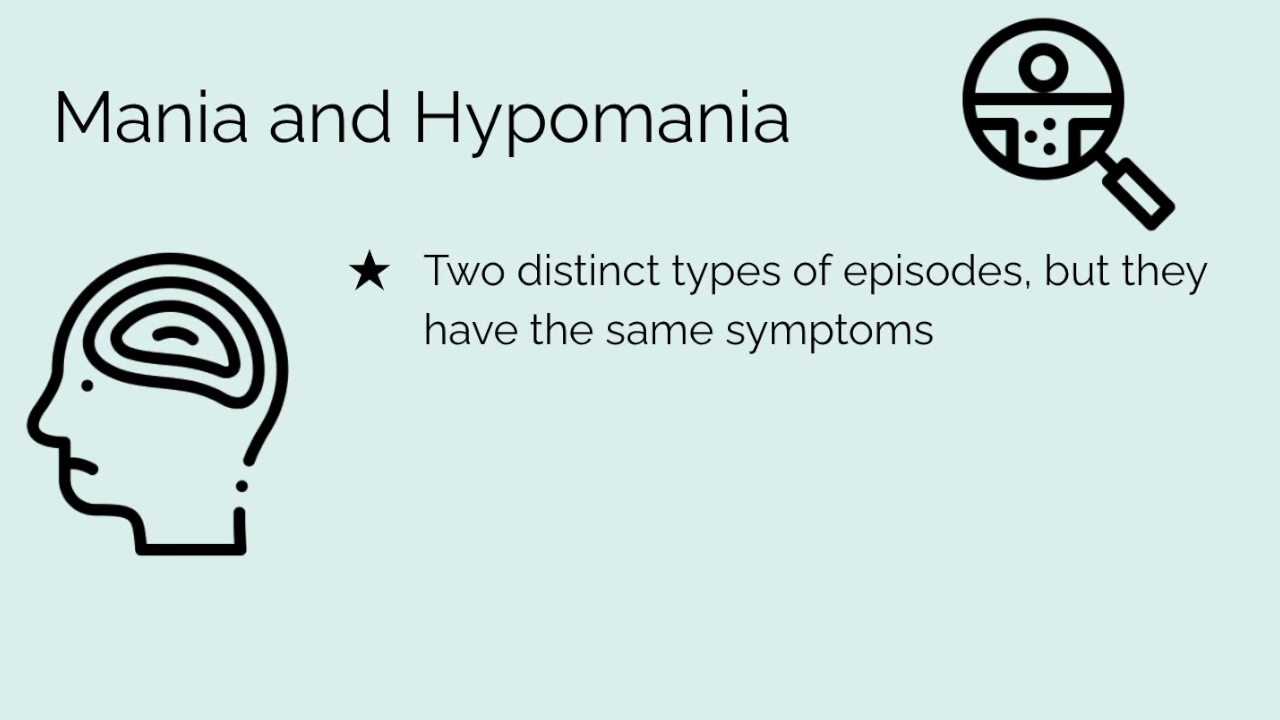 Mania and Hypomania
★ Two distinct types of episodes, but they
have the same symptoms